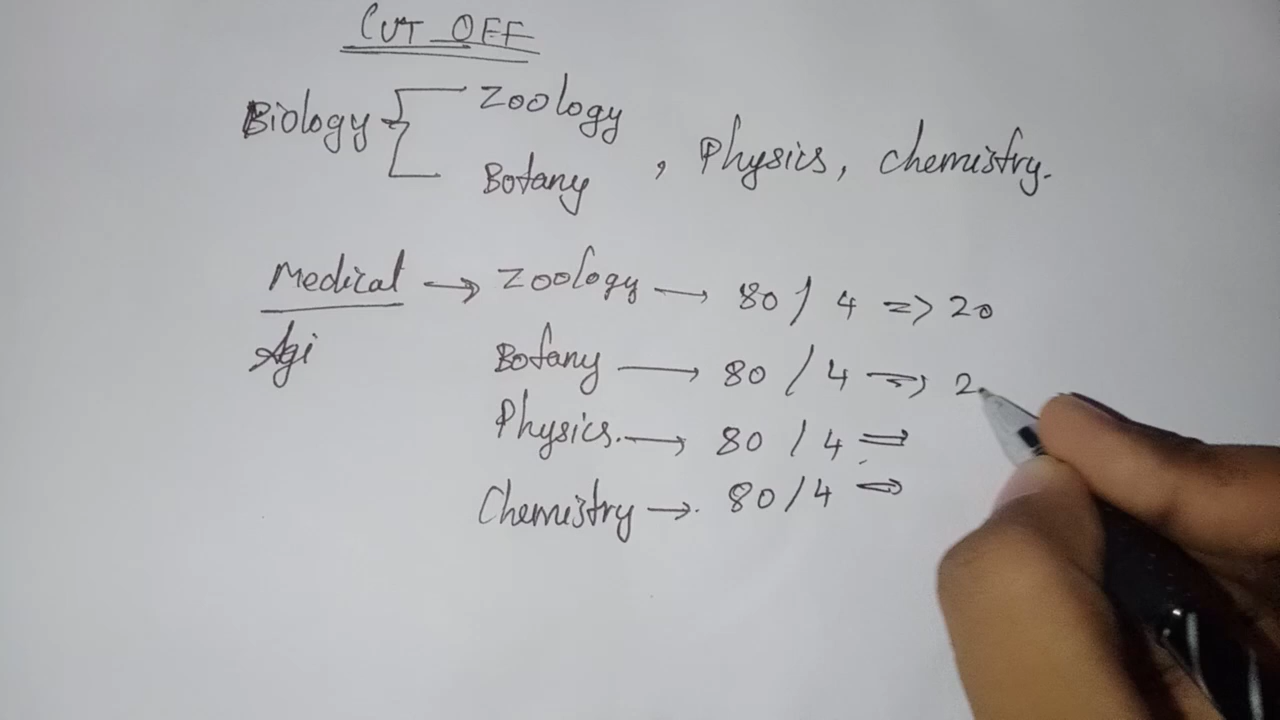 CUT OFF
Biology Zoology
Botany , Physics, Chemistry.
Medical → Zoology → 80 / 4 => 20
Agi
Botany → 80 / 4 => 2
Physics. → 80 / 4 =>
Chemistry → 80 / 4 =>